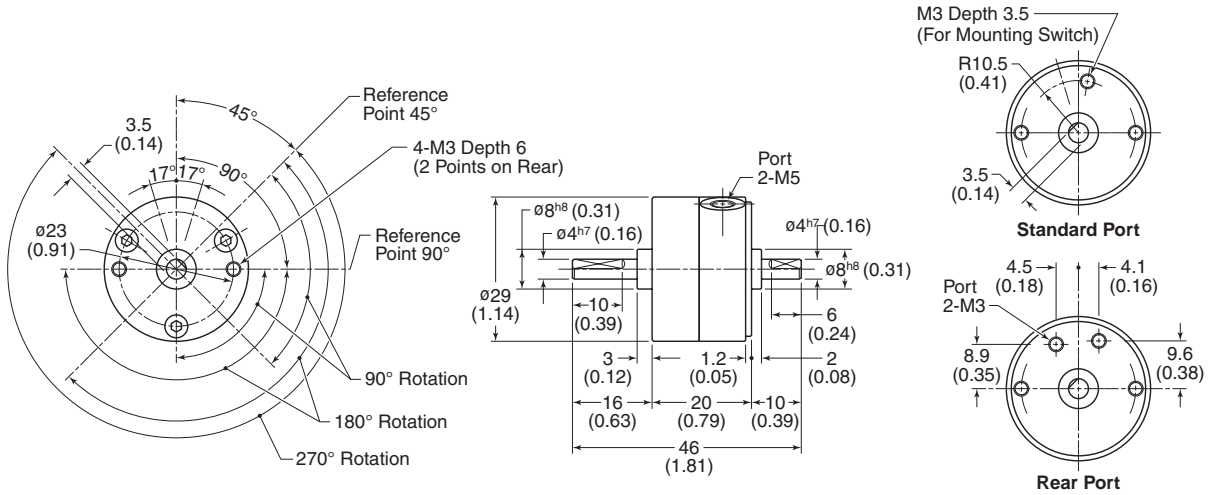 45°
Reference
Point 45°
3.5
(0.14)
17° 17°
90°
4-M3 Depth 6
(2 Points on Rear)
ø23
(0.91)
Reference
Point 90°
90° Rotation
180° Rotation
270° Rotation
Port
2-M5
ø8h8 (0.31)
ø4h7 (0.16)
ø4h7 (0.16)
ø8h8 (0.31)
ø29
(1.14)
10
(0.39)
6
(0.24)
3
(0.12)
1.2
(0.05)
2
(0.08)
16
(0.63)
20
(0.79)
10
(0.39)
46
(1.81)
M3 Depth 3.5
(For Mounting Switch)
R10.5
(0.41)
3.5
(0.14)
Standard Port
4.5
(0.18)
4.1
(0.16)
Port
2-M3
8.9
(0.35)
9.6
(0.38)
Rear Port